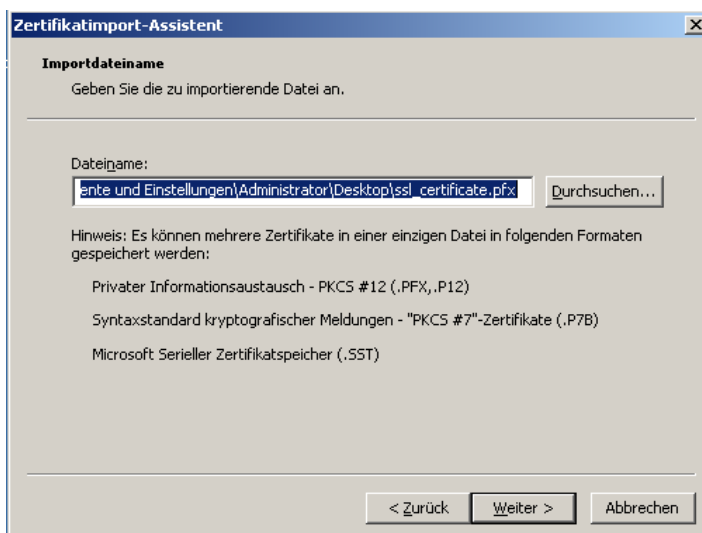 Zertifikatimport-Assistent
Importdateiname
Geben Sie die zu importierende Datei an.
Dateiname:
ente und Einstellungen\Administrator\Desktop\ssl_certificate.pfx
Durchsuchen...
Hinweis: Es können mehrere Zertifikate in einer einzigen Datei in folgenden Formaten
gespeichert werden:
Privater Informationsaustausch - PKCS #12 (.PFX,.P12)
Syntaxstandard kryptografischer Meldungen - "PKCS #7"-Zertifikate (.P7B)
Microsoft Serieller Zertifikatspeicher (.SST)
< Zurück
Weiter >
Abbrechen